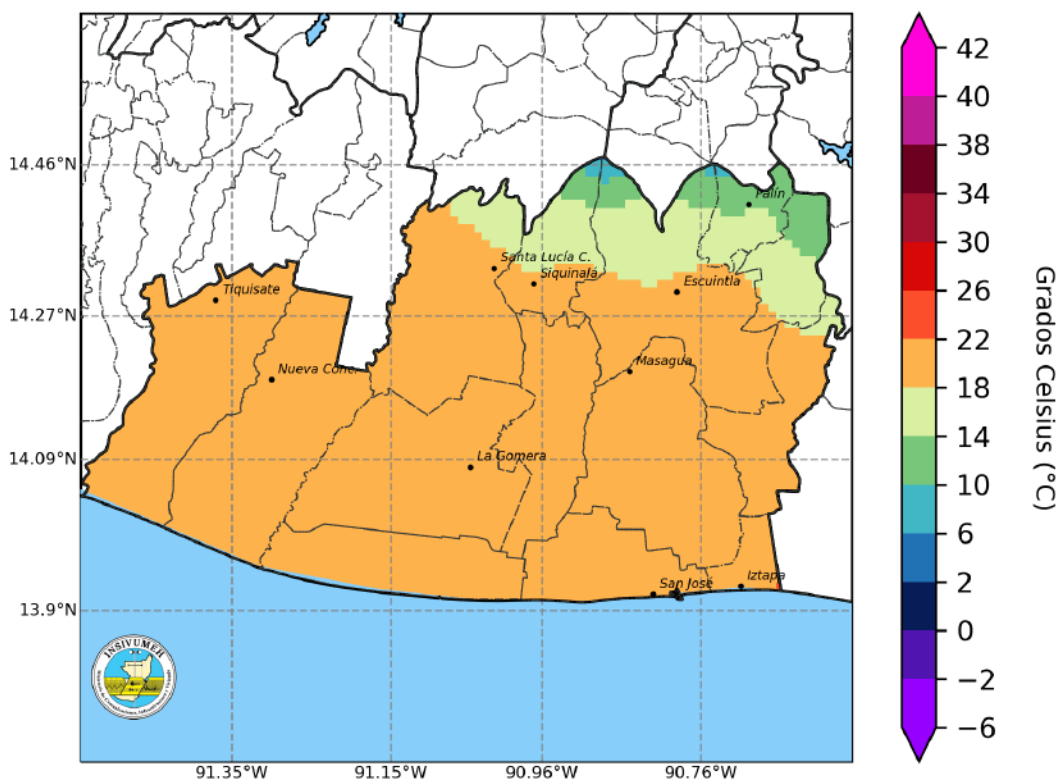 14.46°N
14.27°N
14.09°N
13.9°N
91.35°W
91.15°W
90.96°W
90.76°W
Palín
Santa Lucía C.
Siquinalá
Escuintla
Tiquisate
Nueva Conc.
Masagua
La Gomera
San José
Iztapa
INSIVUMEH
42
40
38
34
30
26
22
18
14
10
6
2
0
−2
−6
Grados Celsius (°C)